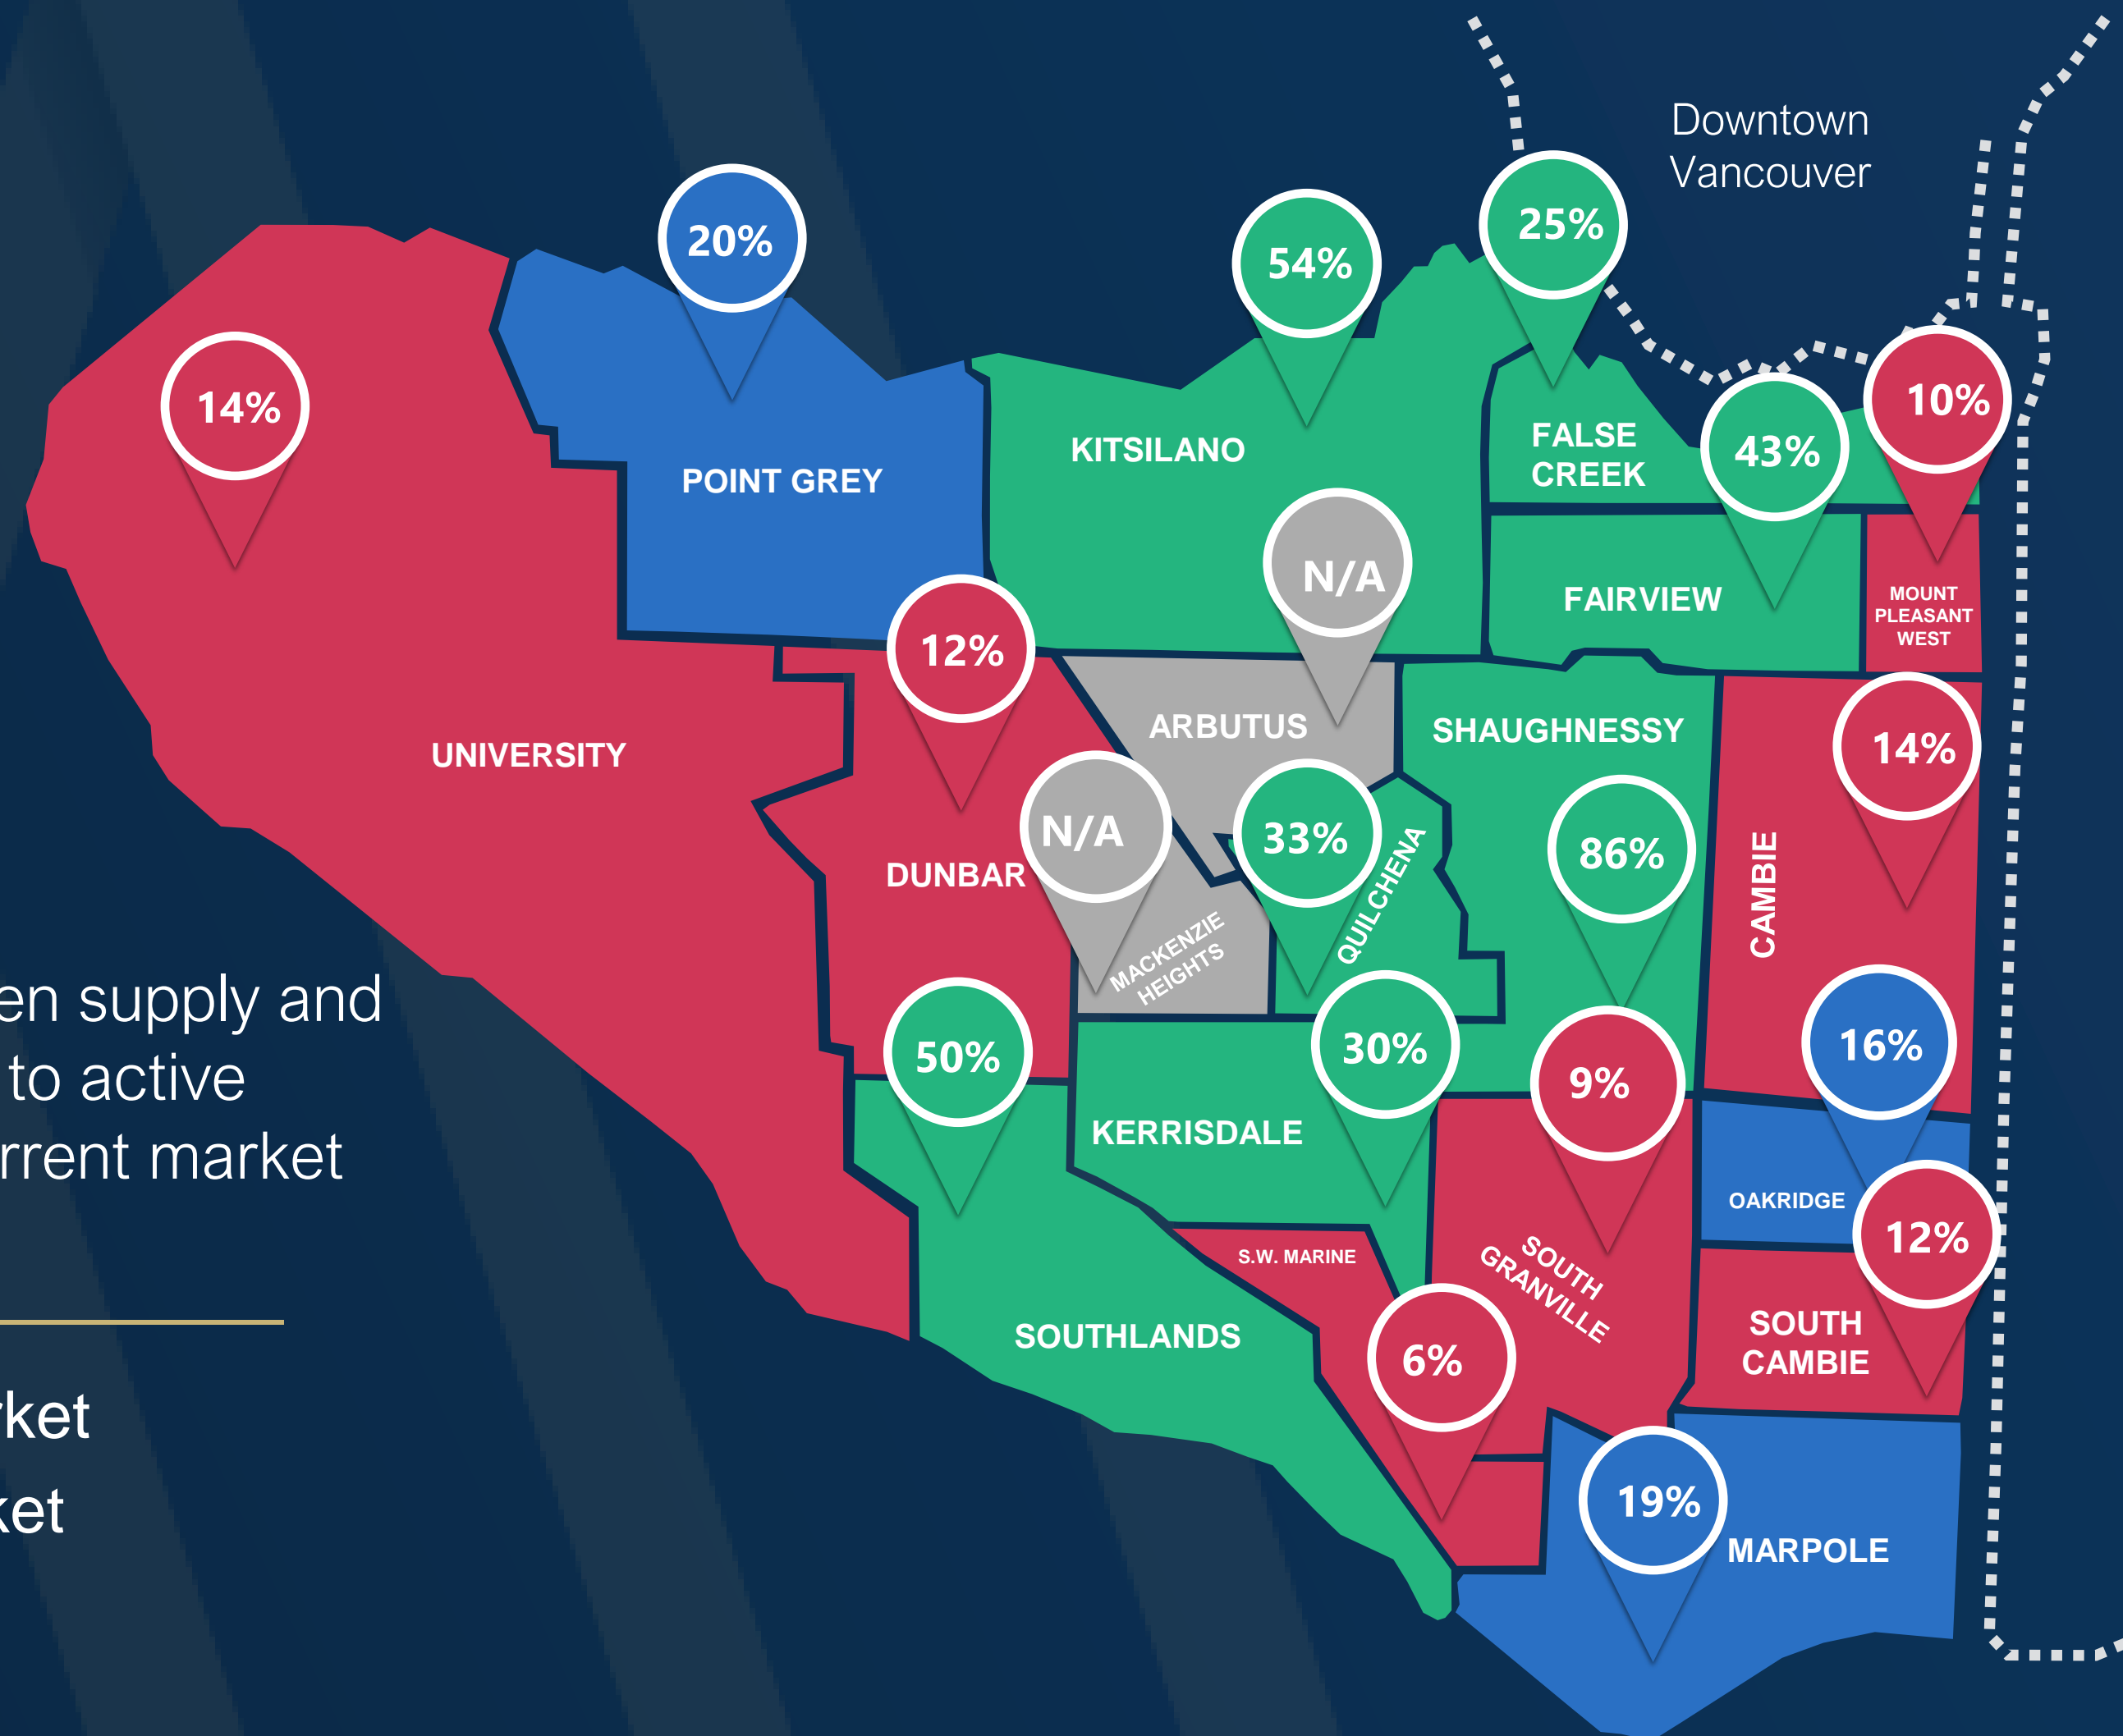 Downtown
Vancouver
20%
54%
25%
14%
10%
43%
POINT GREY
KITSILANO
FALSE
CREEK
N/A
FAIRVIEW
MOUNT
PLEASANT
WEST
12%
UNIVERSITY
ARBUTUS
SHAUGHNESSY
14%
DUNBAR
N/A
33%
QUILCHENA
86%
CAMBIE
MACKENZIE
HEIGHTS
en supply and
to active
rrent market
50%
30%
9%
16%
KERRISDALE
OAKRIDGE
S.W. MARINE
SOUTH
GRANVILLE
12%
SOUTHLANDS
6%
SOUTH
CAMBIE
rket
ket
19%
MARPOLE